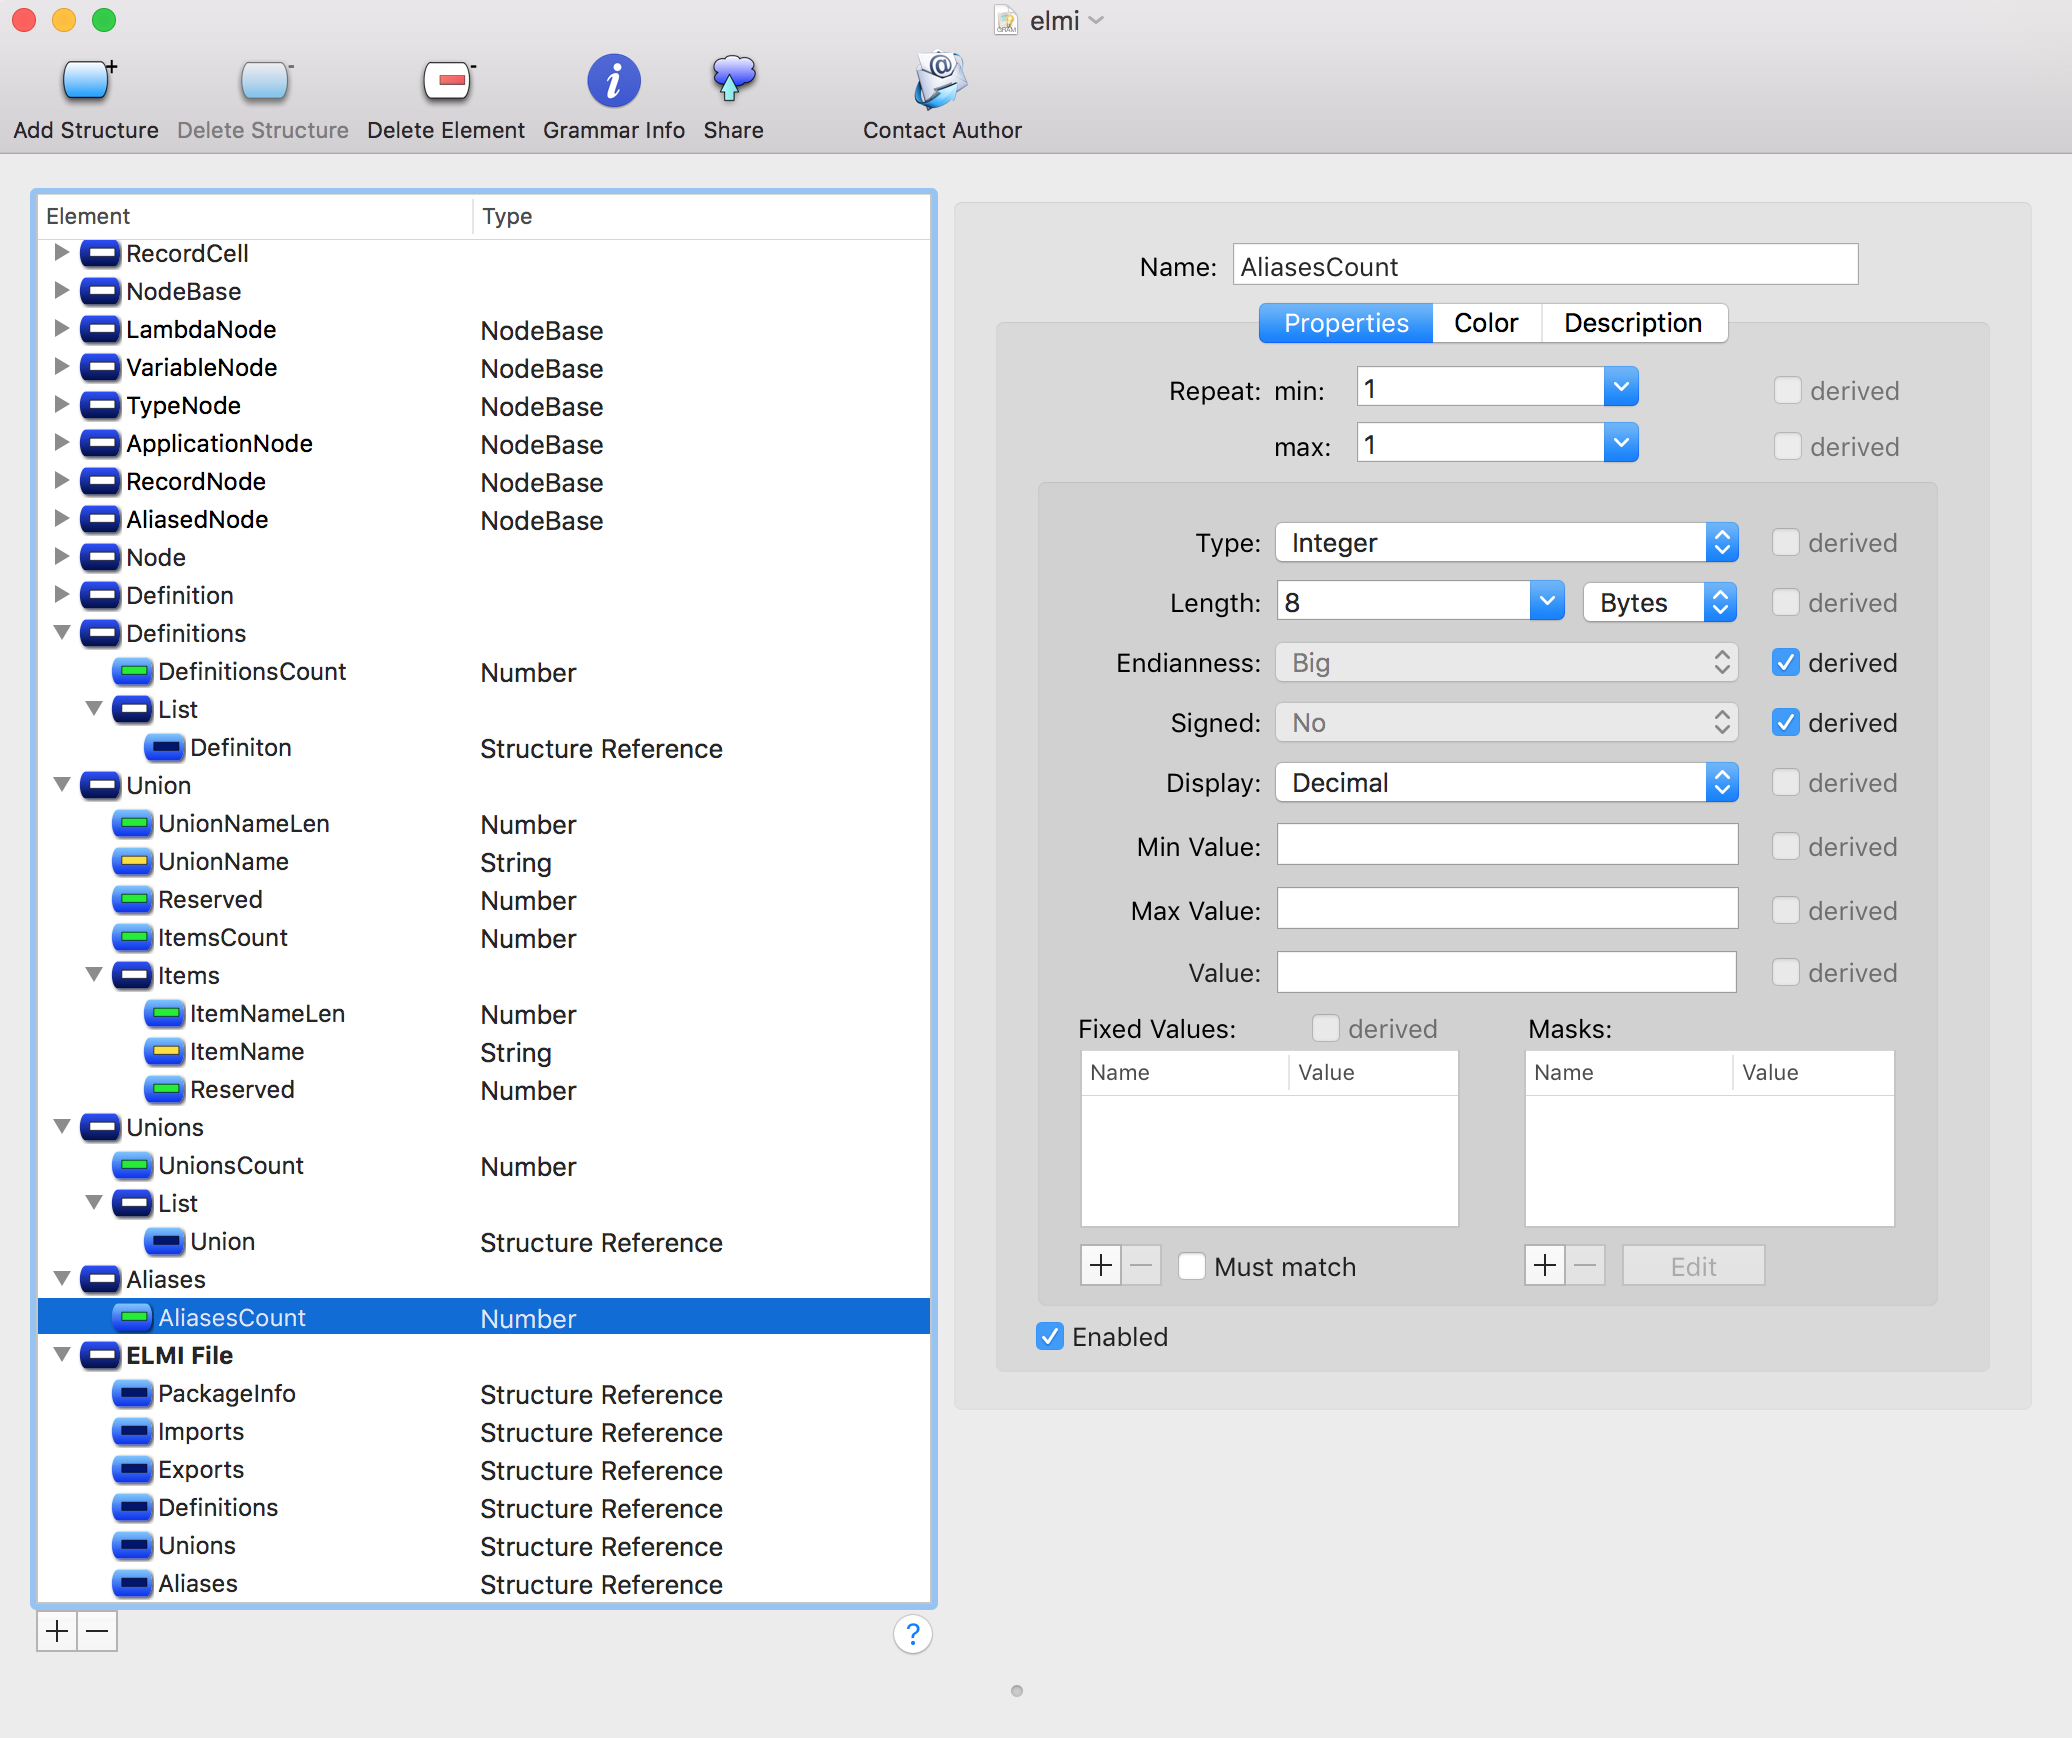 elmi
Add Structure Delete Structure Delete Element Grammar Info Share Contact Author
Element Type
RecordCell
NodeBase
LambdaNode NodeBase
VariableNode NodeBase
TypeNode NodeBase
ApplicationNode NodeBase
RecordNode NodeBase
AliasedNode NodeBase
Node
Definition
Definitions
DefinitionsCount Number
List
Definiton Structure Reference
Union
UnionNameLen Number
UnionName String
Reserved Number
ItemsCount Number
Items
ItemNameLen Number
ItemName String
Reserved Number
Unions
UnionsCount Number
List
Union Structure Reference
Aliases
AliasesCount Number
ELMI File
PackageInfo Structure Reference
Imports Structure Reference
Exports Structure Reference
Definitions Structure Reference
Unions Structure Reference
Aliases Structure Reference
+ − ?
Name: AliasesCount
Properties Color Description
Repeat: min: 1 derived
max: 1 derived
Type: Integer derived
Length: 8 Bytes derived
Endianness: Big derived
Signed: No derived
Display: Decimal derived
Min Value: derived
Max Value: derived
Value: derived
Fixed Values: derived Masks:
Name Value Name Value
+ − Must match + − Edit
Enabled